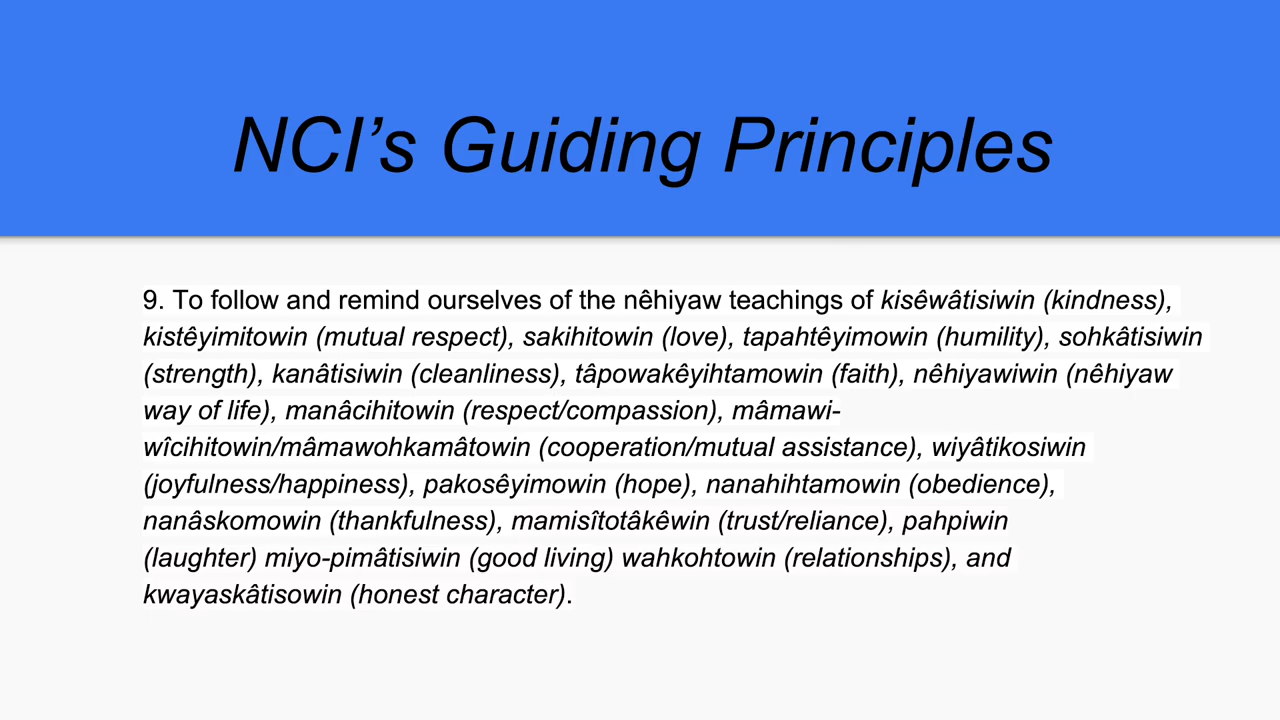 NCI’s Guiding Principles
9. To follow and remind ourselves of the nêhiyaw teachings of kisêwâtisiwin (kindness),
kistêyimitowin (mutual respect), sakihitowin (love), tapahtêyimowin (humility), sohkâtisiwin
(strength), kanâtisiwin (cleanliness), tâpowakêyihtamowin (faith), nêhiyawiwin (nêhiyaw
way of life), manâcihitowin (respect/compassion), mâmawi-
wîcihitowin/mâmawohkamâtowin (cooperation/mutual assistance), wiyâtikosiwin
(joyfulness/happiness), pakosêyimowin (hope), nanahihtamowin (obedience),
nanâskomowin (thankfulness), mamisîtotâkêwin (trust/reliance), pahpiwin
(laughter) miyo-pimâtisiwin (good living) wahkohtowin (relationships), and
kwayaskâtisowin (honest character).